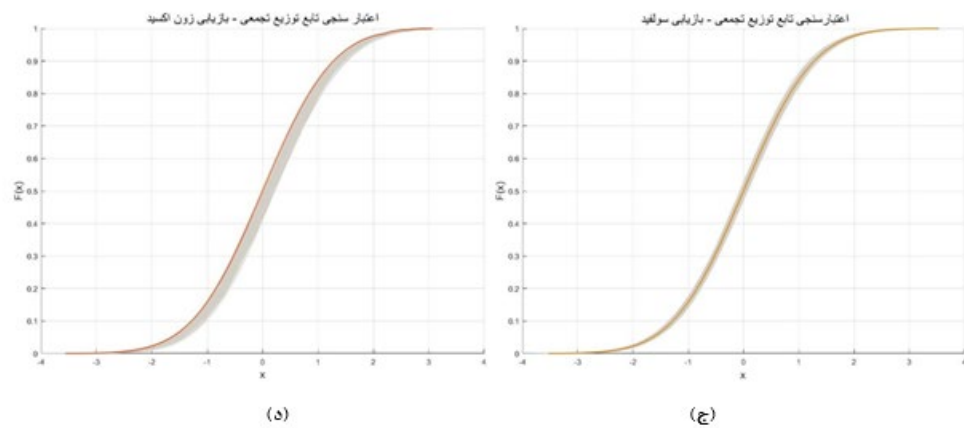 اعتبار سنجی تابع توزیع تجمعی - بازیابی زون اکسید
1
0.9
0.8
0.7
0.6
0.5
0.4
0.3
0.2
0.1
0
F(x)
-4 -3 -2 -1 0 1 2 3 4
x
(د)
اعتبارسنجی تابع توزیع تجمعی - بازیابی سولفید
1
0.9
0.8
0.7
0.6
0.5
0.4
0.3
0.2
0.1
0
F(x)
-4 -3 -2 -1 0 1 2 3 4
x
(ج)